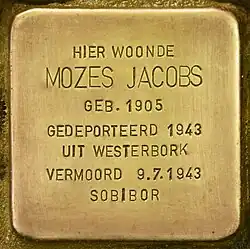 HIER WOONDE
MOZES JACOBS
GEB. 1905
GEDEPORTEERD 1943
UIT WESTERBORK
VERMOORD 9.7.1943
SOBIBOR